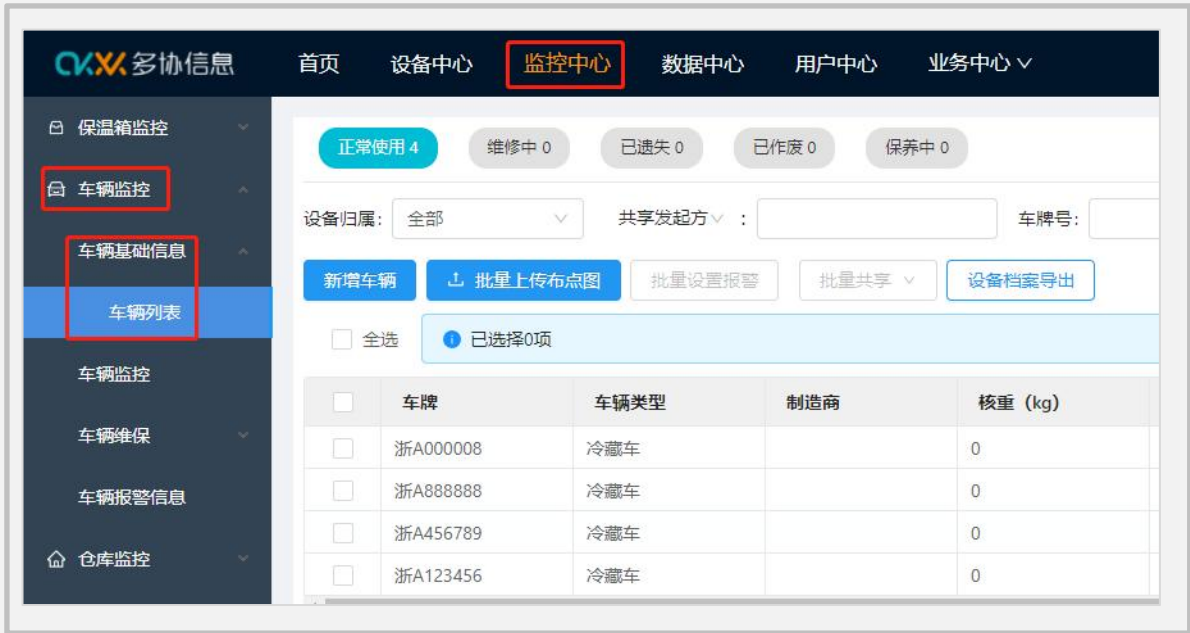 多协信息 首页 设备中心 监控中心 数据中心 用户中心 业务中心
保温箱监控
车辆监控
车辆基础信息
车辆列表
车辆监控
车辆维保
车辆报警信息
仓库监控
正常使用 4 维修中 0 已遗失 0 已作废 0 保养中 0
设备归属: 全部 共享发起方 : 车牌号:
新增车辆 批量上传布点图 批量设置报警 批量共享 设备档案导出
全选 已选择0项
车牌 车辆类型 制造商 核重（kg）
浙A000008 冷藏车 0
浙A888888 冷藏车 0
浙A456789 冷藏车 0
浙A123456 冷藏车 0